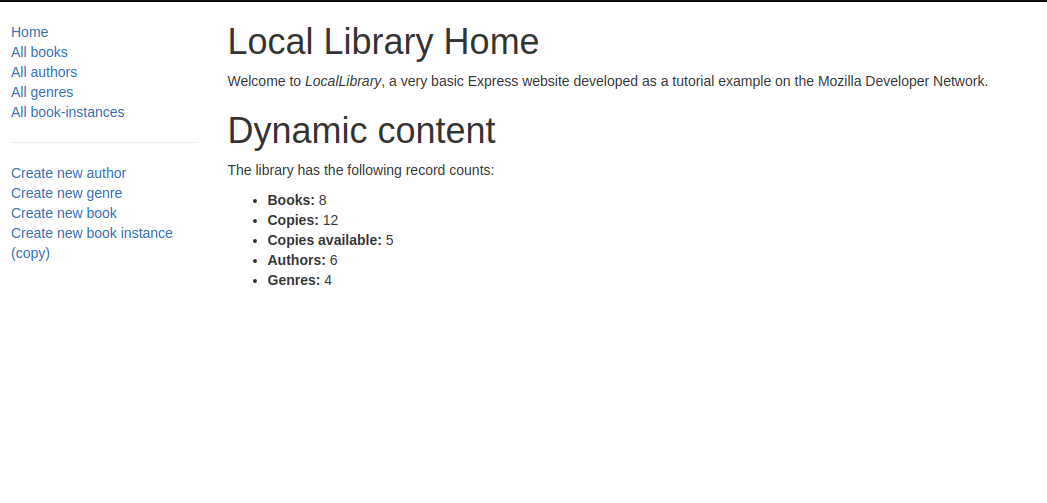 Home
All books
All authors
All genres
All book-instances
Create new author
Create new genre
Create new book
Create new book instance
(copy)
Local Library Home
Welcome to LocalLibrary, a very basic Express website developed as a tutorial example on the Mozilla Developer Network.
Dynamic content
The library has the following record counts:
• Books: 8
• Copies: 12
• Copies available: 5
• Authors: 6
• Genres: 4